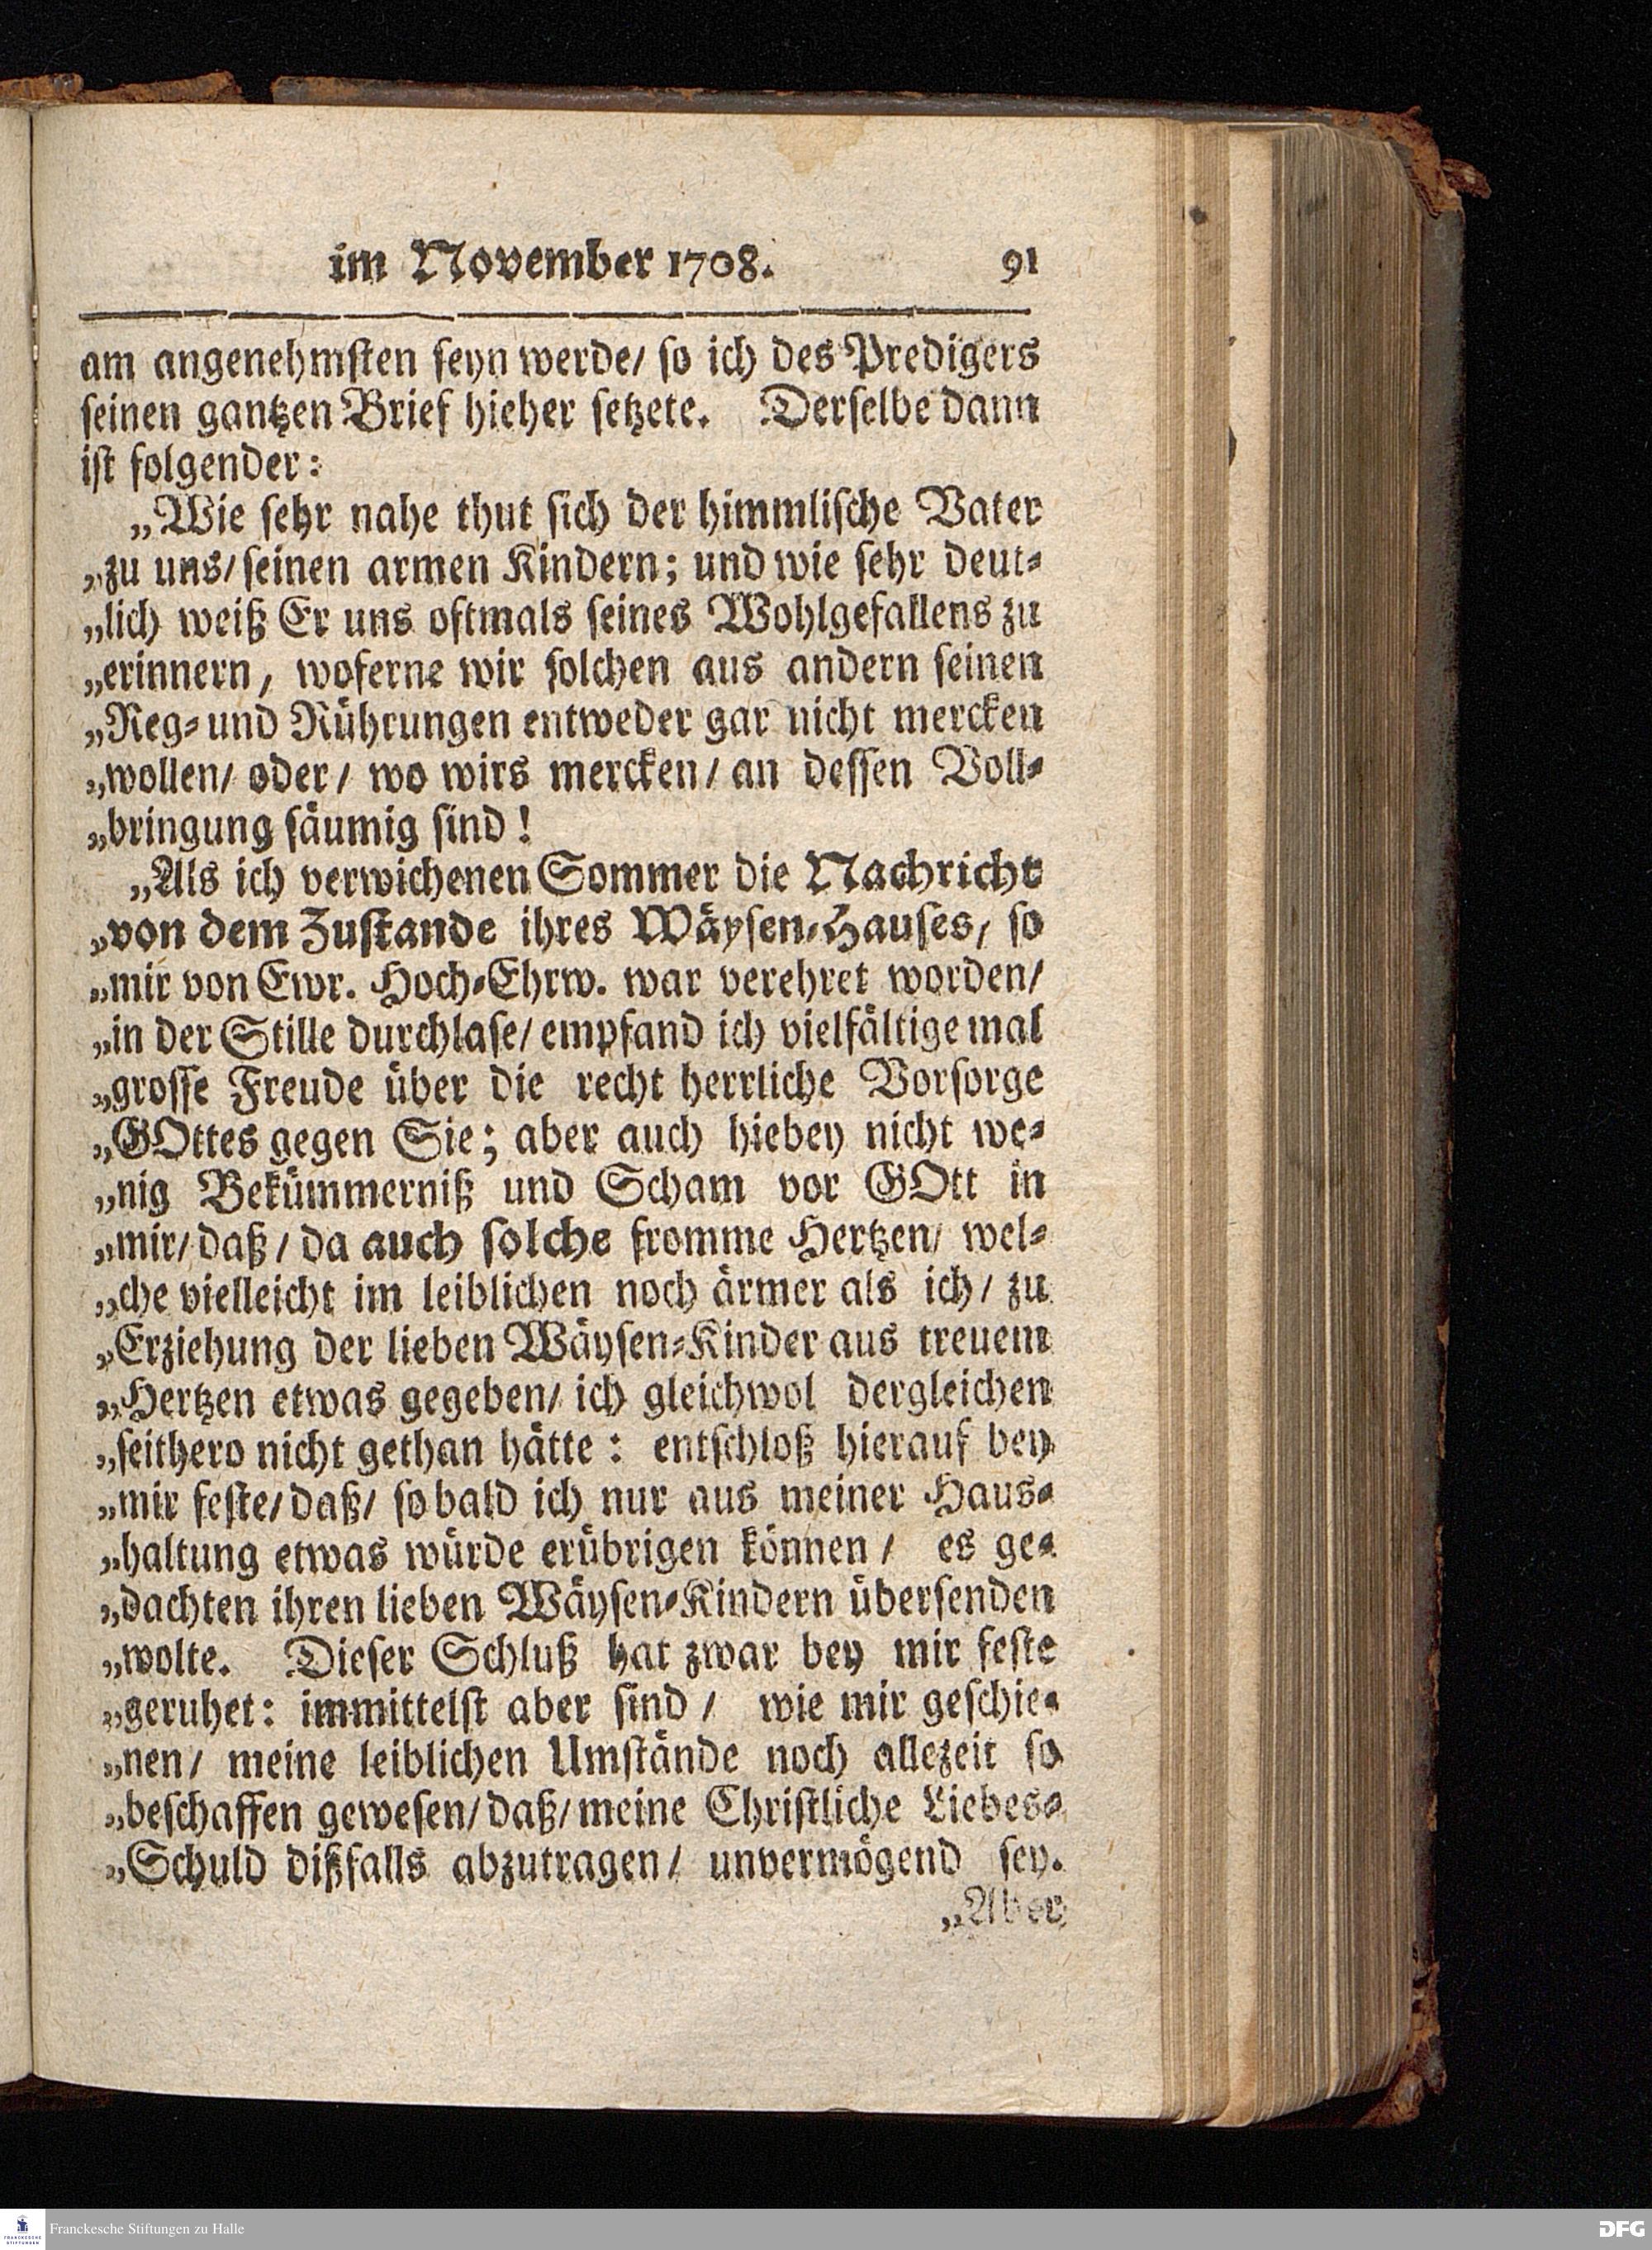 im November 1708. 91
am angenehmſten ſeyn werde/ ſo ich des Predigers
ſeinen gantzen Brief hieher ſetzete. Derſelbe dann
iſt folgender:
„Wie ſehr nahe thut ſich der himmliſche Vater
„zu uns/ ſeinen armen Kindern; und wie ſehr deut⸗
„lich weiß Er uns oftmals ſeines Wohlgefallens zu
„erinnern, woferne wir ſolchen aus andern ſeinen
„Reg⸗ und Rührungen entweder gar nicht mercken
„wollen/ oder/ wo wirs mercken/ an deſſen Voll⸗
„bringung ſäumig ſind!
„Als ich verwichenen Sommer die Nachricht
„von dem Zuſtande ihres Wäyſen⸗Hauſes, ſo
„mir von Ewr. Hoch⸗Ehrw. war verehret worden/
„in der Stille durchlaſe/ empfand ich vielfältige mal
„groſſe Freude über die recht herrliche Vorſorge
„GOttes gegen Sie; aber auch hiebey nicht we⸗
„nig Bekümmerniß und Scham vor GOtt in
„mir/ daß/ da auch ſolche fromme Hertzen/ wel⸗
„che vielleicht im leiblichen noch ärmer als ich/ zu
„Erziehung der lieben Wäyſen⸗Kinder aus treuem
„Hertzen etwas gegeben/ ich gleichwol dergleichen
„ſeithero nicht gethan hätte: entſchloß hierauf bey
„mir feſte/ daß/ ſo bald ich nur aus meiner Haus⸗
„haltung etwas würde erübrigen können/ es ge⸗
„dachten ihren lieben Wäyſen⸗Kindern überſenden
„wolte. Dieſer Schluß hat zwar bey mir feſte
„geruhet: immittelſt aber ſind/ wie mir geſchie⸗
„nen/ meine leiblichen Umſtände noch allezeit ſo
„beſchaffen geweſen/ daß/ meine Chriſtliche Liebes⸗
„Schuld dißfalls abzutragen/ unvermögend ſey.
„Aber
Franckesche Stiftungen zu Halle
FRANCKESCHE
STIFTUNGEN
DFG